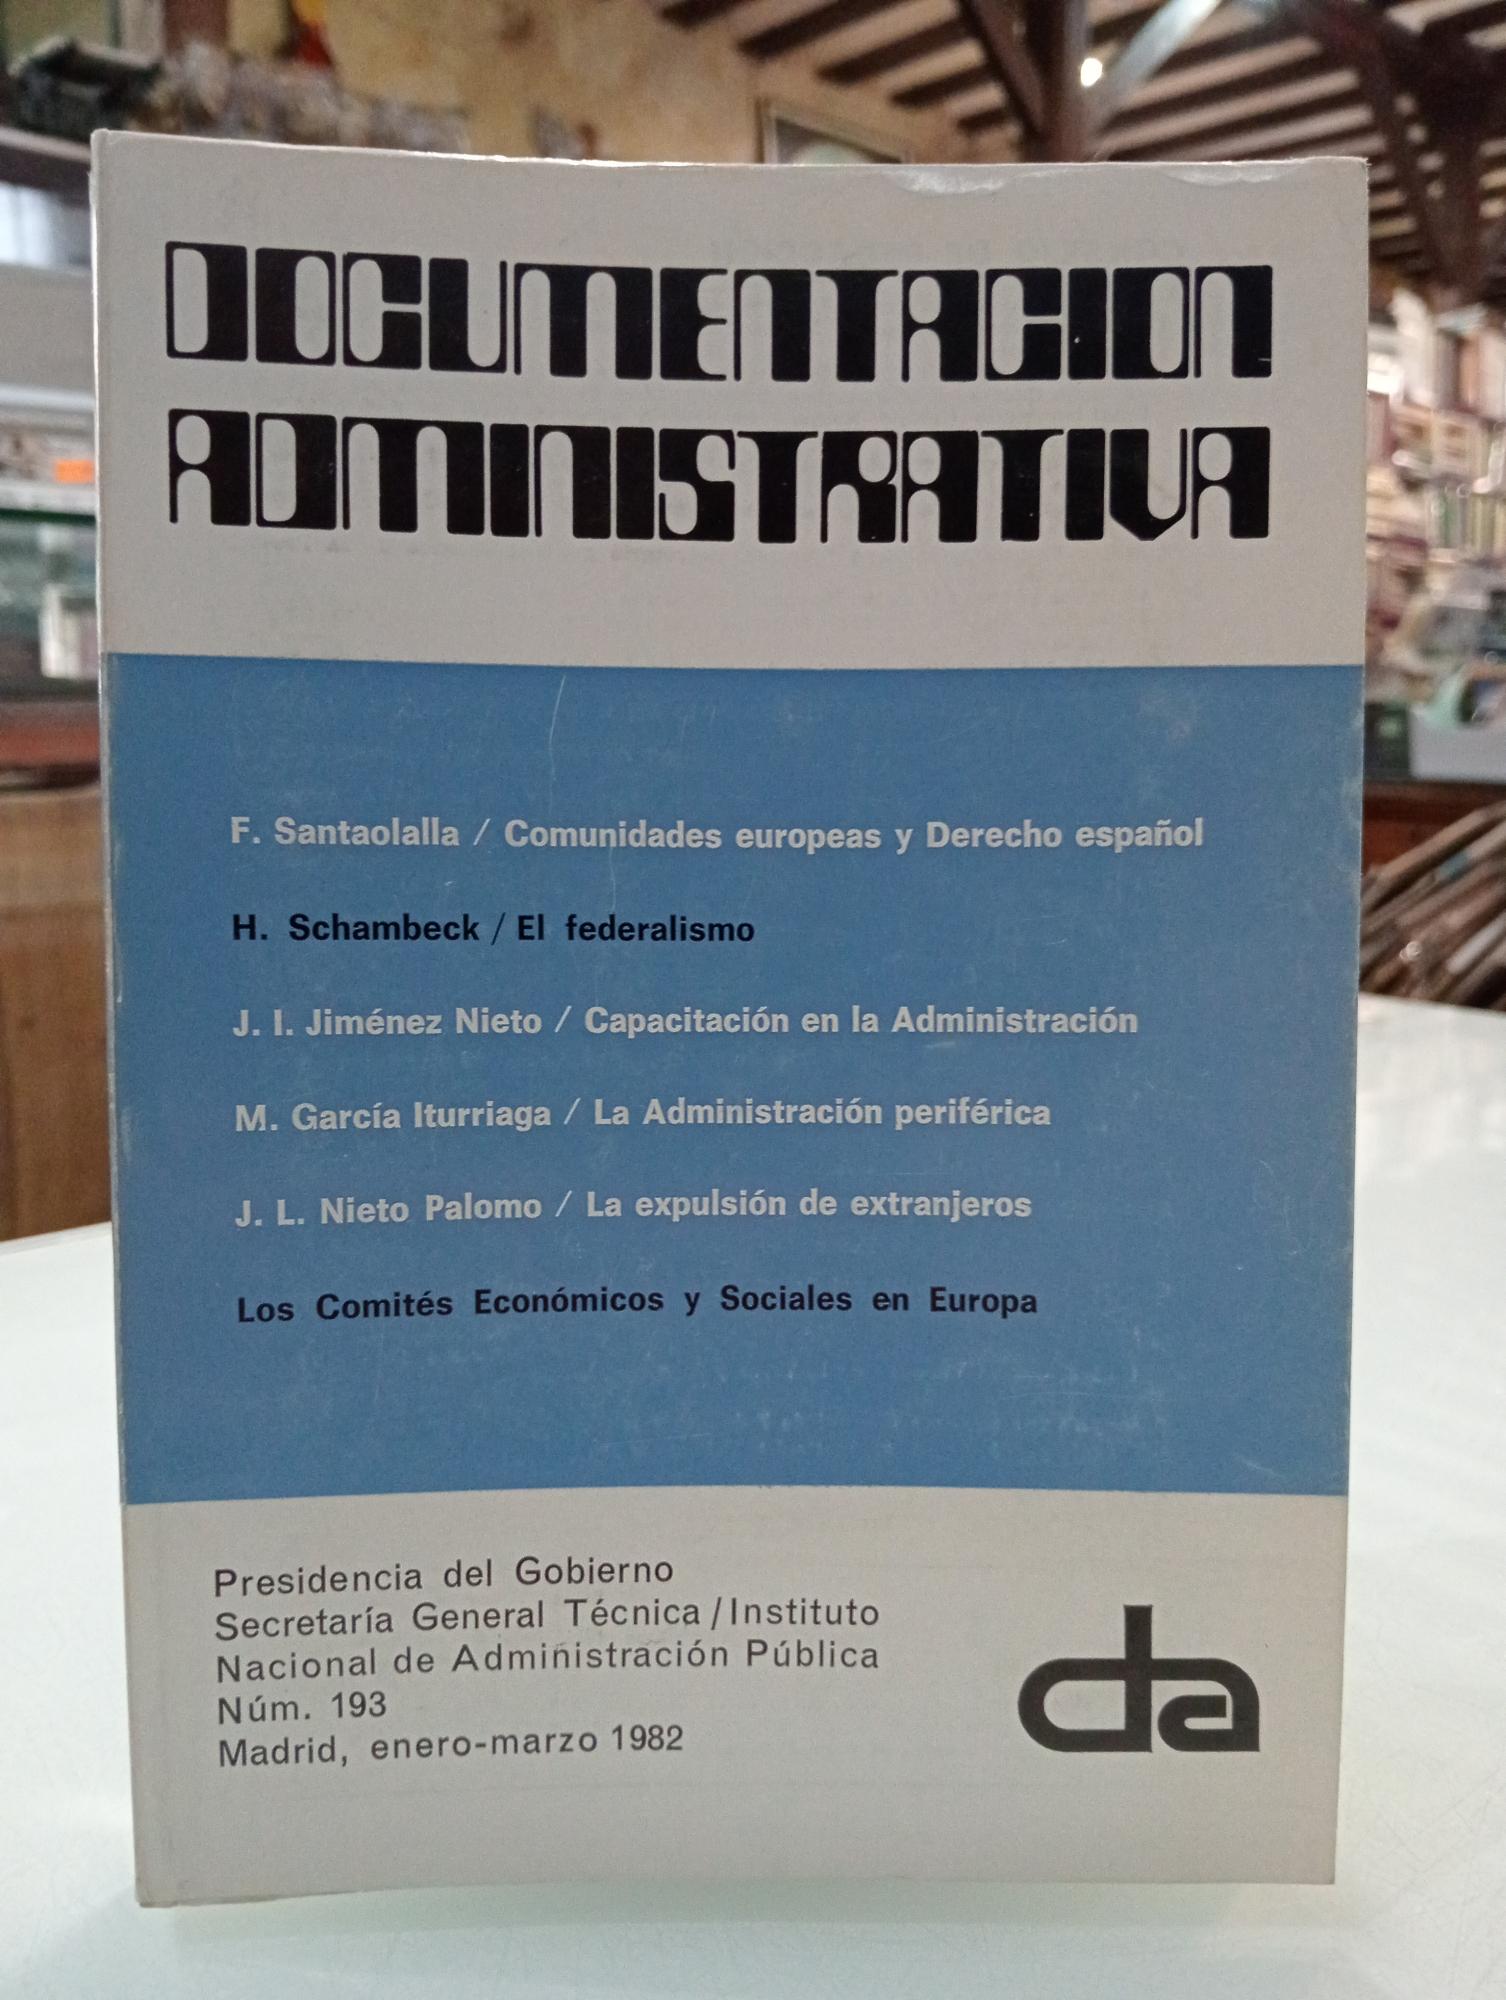 DOCUMENTACION
ADMINISTRATIVA
F. Santaolalla / Comunidades europeas y Derecho español
H. Schambeck / El federalismo
J. I. Jiménez Nieto / Capacitación en la Administración
M. García Iturriaga / La Administración periférica
J. L. Nieto Palomo / La expulsión de extranjeros
Los Comités Económicos y Sociales en Europa
Presidencia del Gobierno
Secretaría General Técnica / Instituto
Nacional de Administración Pública
Núm. 193
Madrid, enero-marzo 1982
da